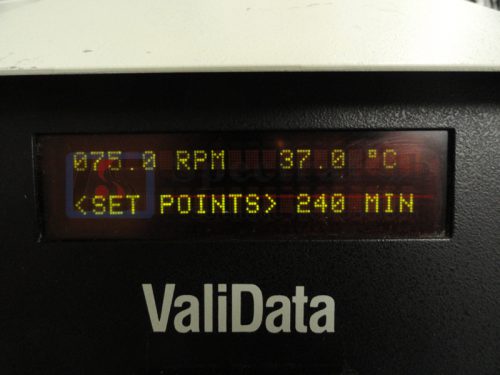 075.0 RPM 37.0 °C
<SET POINTS> 240 MIN
ValiData